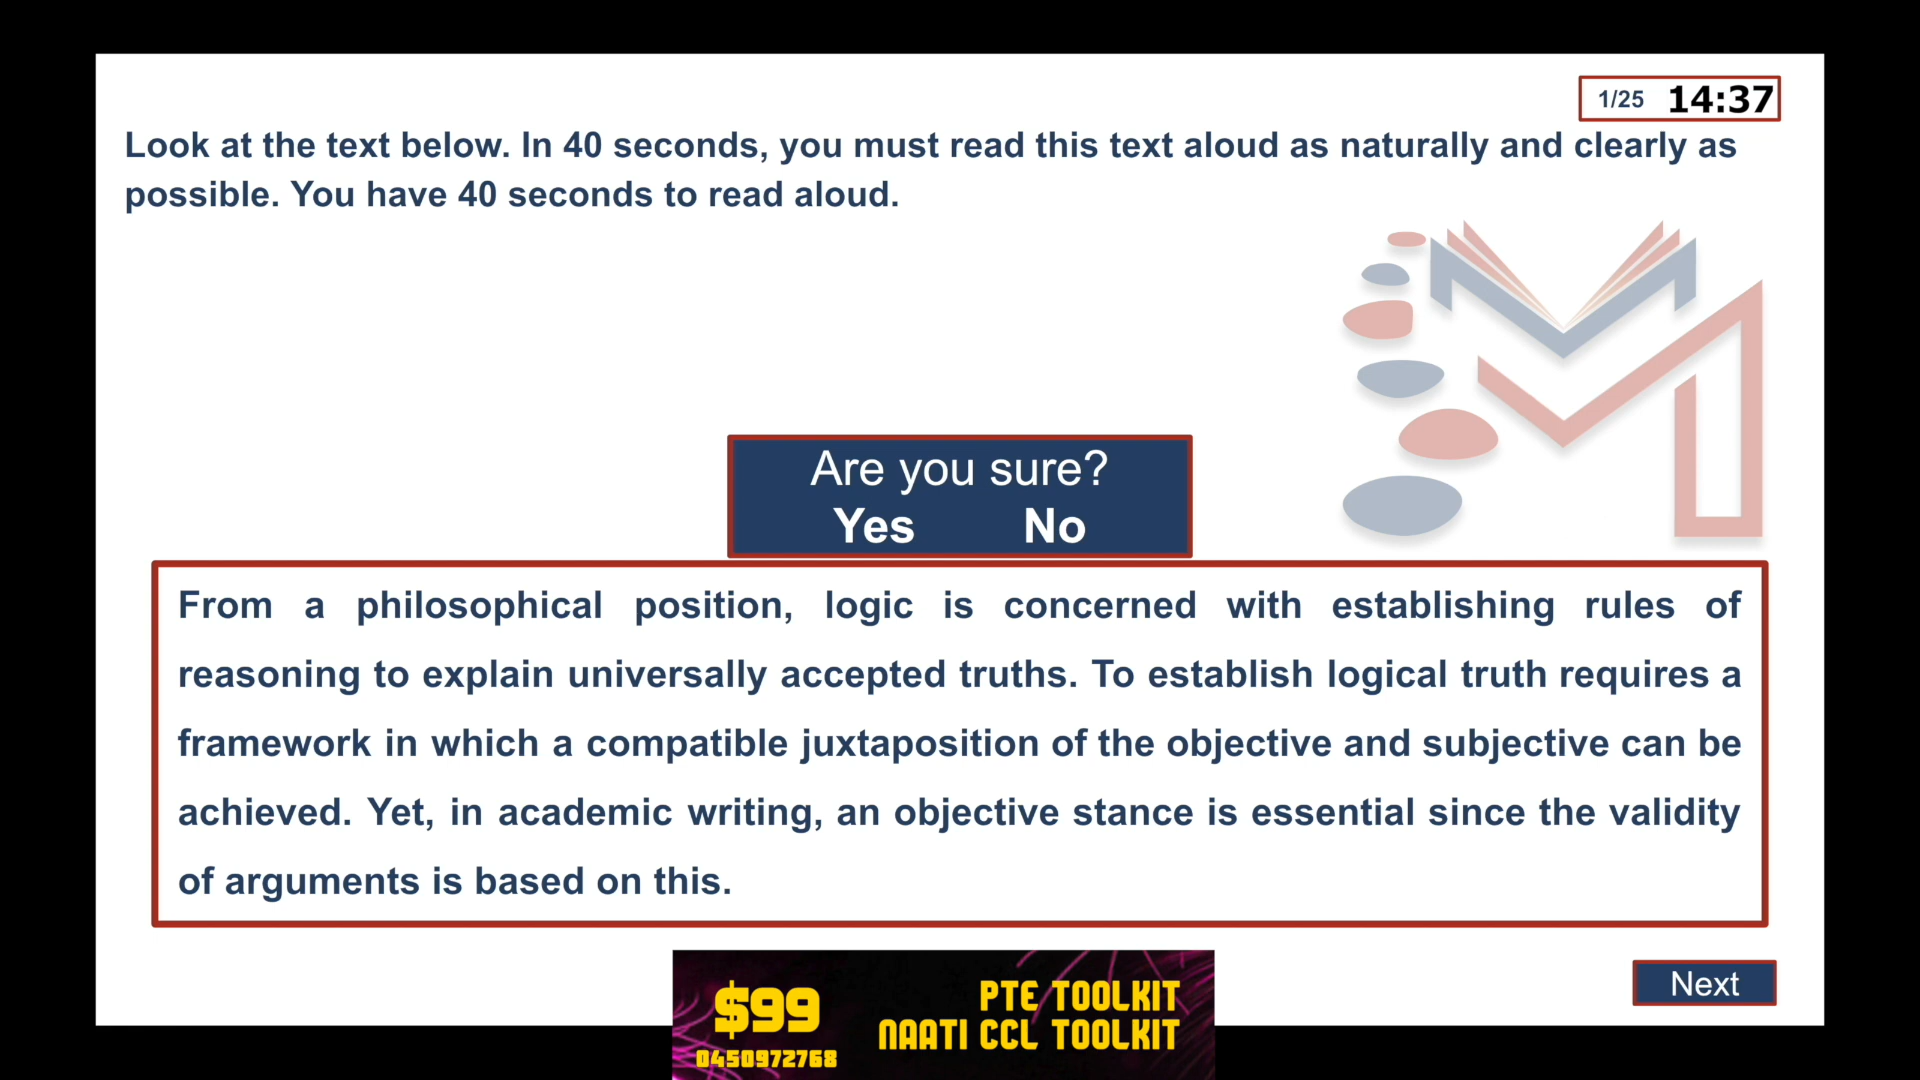 1/25 14:37
Look at the text below. In 40 seconds, you must read this text aloud as naturally and clearly as
possible. You have 40 seconds to read aloud.
Are you sure?
Yes No
From a philosophical position, logic is concerned with establishing rules of
reasoning to explain universally accepted truths. To establish logical truth requires a
framework in which a compatible juxtaposition of the objective and subjective can be
achieved. Yet, in academic writing, an objective stance is essential since the validity
of arguments is based on this.
Next
$99
0450972768
PTE TOOLKIT
NAATI CCL TOOLKIT